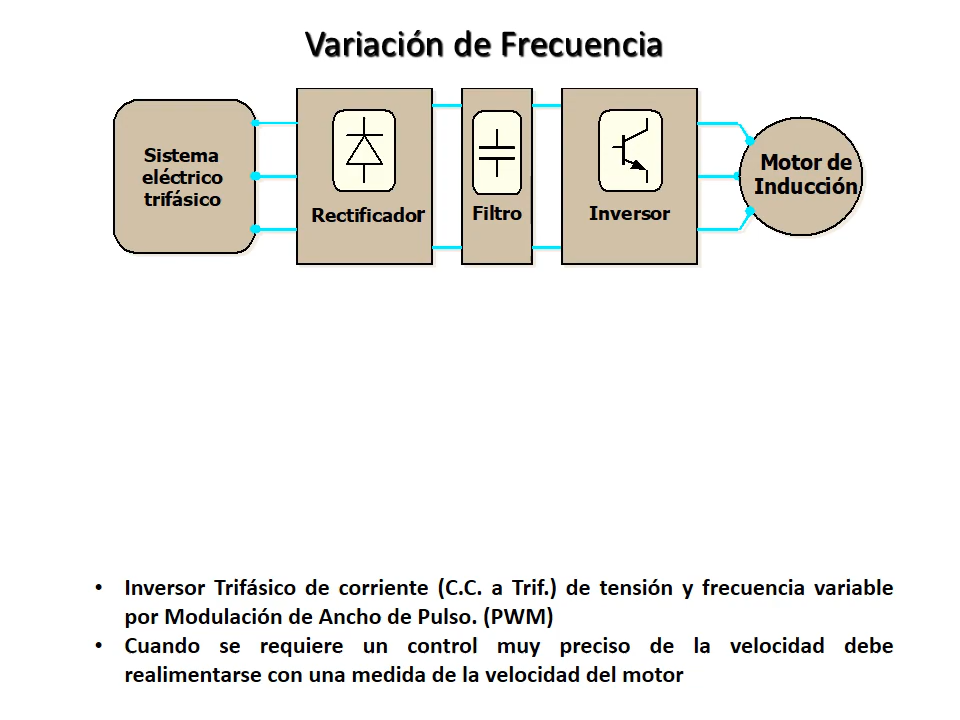 Variación de Frecuencia
Sistema
eléctrico
trifásico
Rectificador
Filtro
Inversor
Motor de
Inducción
• Inversor Trifásico de corriente (C.C. a Trif.) de tensión y frecuencia variable
por Modulación de Ancho de Pulso. (PWM)
• Cuando se requiere un control muy preciso de la velocidad debe
realimentarse con una medida de la velocidad del motor